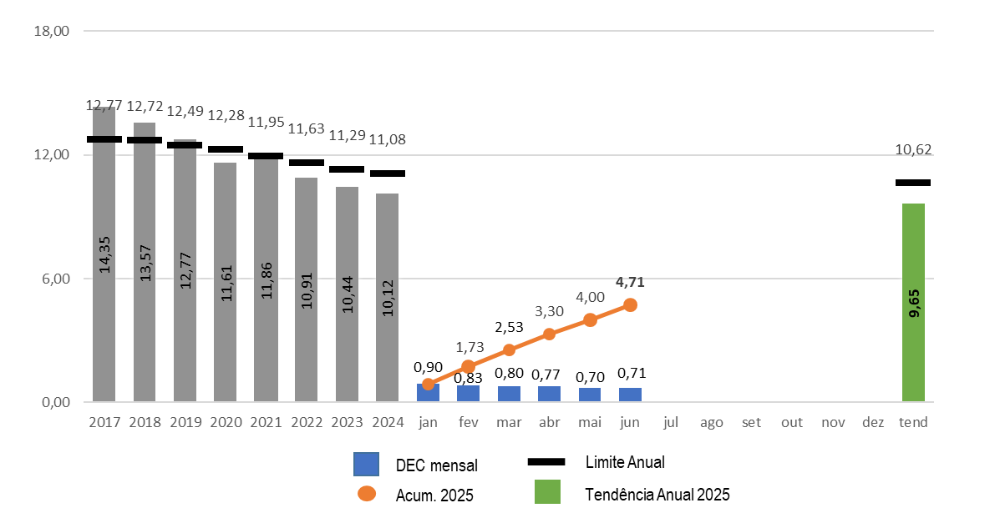 18,00
12,77 12,72 12,49 12,28 11,95 11,63 11,29 11,08
12,00
10,62
14,35 13,57 12,77 11,61 11,86 10,91 10,44 10,12
6,00
0,90 1,73 2,53 3,30 4,00 4,71
0,83 0,80 0,77 0,70 0,71
9,65
0,00
2017 2018 2019 2020 2021 2022 2023 2024 jan fev mar abr mai jun jul ago set out nov dez tend
DEC mensal Limite Anual
Acum. 2025 Tendência Anual 2025